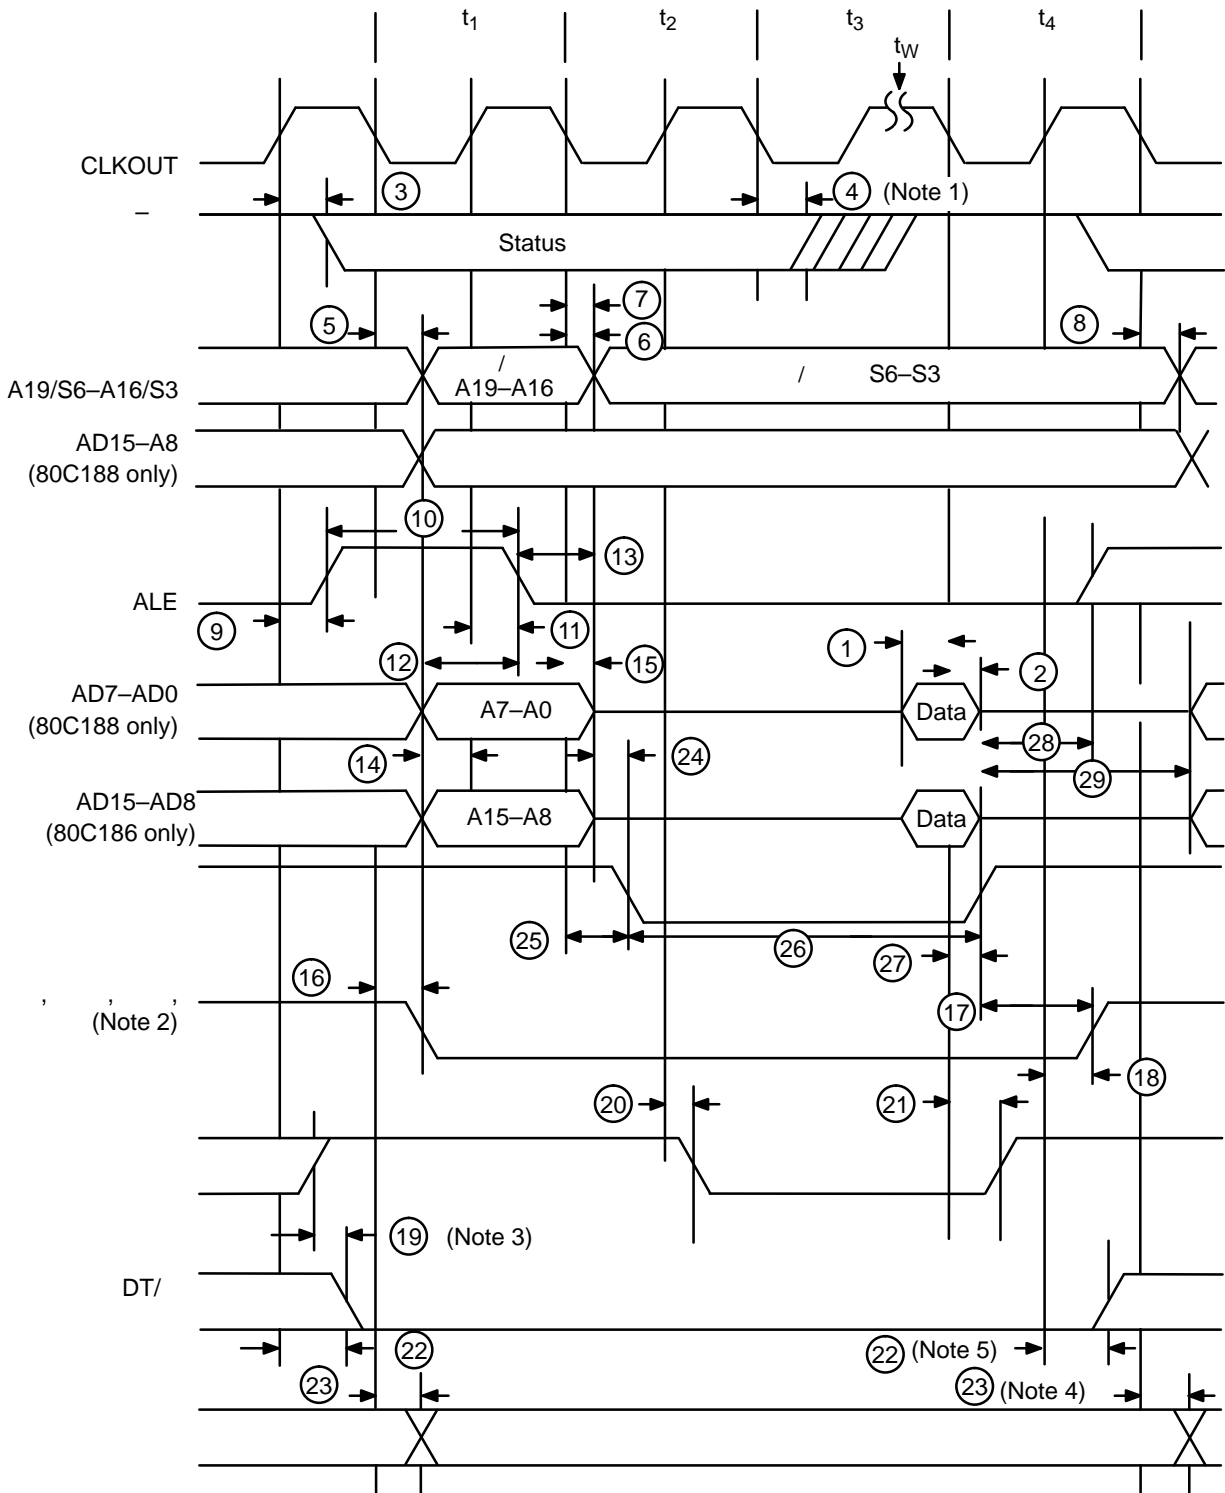 t1 t2 t3 t4
tW
CLKOUT
3 4 (Note 1)
–
Status
7
5 6 8
A19/S6–A16/S3 / A19–A16 / S6–S3
AD15–A8
(80C188 only)
10
13
ALE
9 11 1
12 15 2
AD7–AD0
(80C188 only)
A7–A0 Data
14 24 28
29
AD15–AD8
(80C186 only)
A15–A8 Data
25 26 27
16
, , ,
(Note 2)
17
18
20 21
19 (Note 3)
DT/
22 22 (Note 5)
23 23 (Note 4)